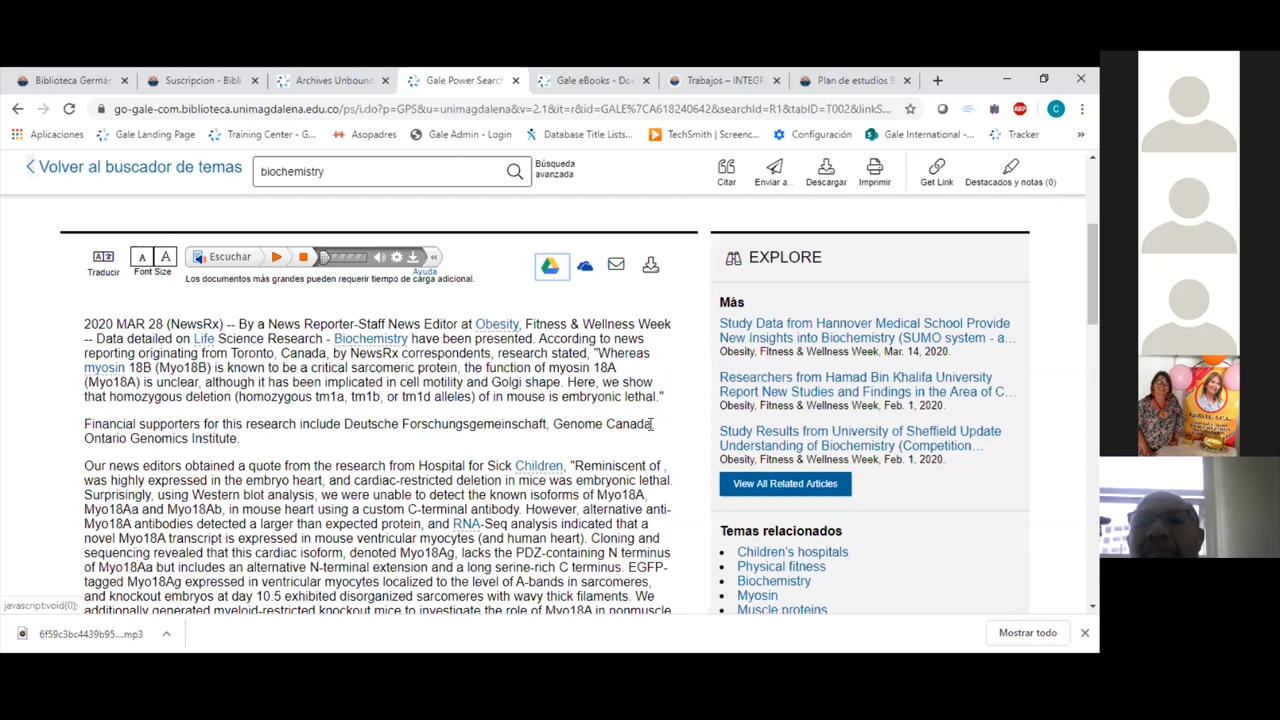 Biblioteca Germár
Suscripcion - Bibli
Archives Unbound
Gale Power Searc
Gale eBooks - Doc
Trabajos – INTEGR
Plan de estudios B
go-gale-com.biblioteca.unimagdalena.edu.co/ps/i.do?p=GPS&u=unimagdalena&v=2.1&it=r&id=GALE%7CA618240642&searchId=R1&tabID=T002&linkS...
ABP
C
Aplicaciones
Gale Landing Page
Training Center - G...
Asopadres
Gale Admin - Login
Database Title Lists...
TechSmith | Screenc...
Configuración
Gale International -...
Tracker
Volver al buscador de temas
biochemistry
Búsqueda
avanzada
Citar
Enviar a...
Descargar
Imprimir
Get Link
Destacados y notas (0)
Traducir
A A
Font Size
Escuchar
Ayuda
Los documentos más grandes pueden requerir tiempo de carga adicional.
2020 MAR 28 (NewsRx) -- By a News Reporter-Staff News Editor at Obesity, Fitness & Wellness Week
-- Data detailed on Life Science Research - Biochemistry have been presented. According to news
reporting originating from Toronto, Canada, by NewsRx correspondents, research stated, "Whereas
myosin 18B (Myo18B) is known to be a critical sarcomeric protein, the function of myosin 18A
(Myo18A) is unclear, although it has been implicated in cell motility and Golgi shape. Here, we show
that homozygous deletion (homozygous tm1a, tm1b, or tm1d alleles) of in mouse is embryonic lethal."
Financial supporters for this research include Deutsche Forschungsgemeinschaft, Genome Canada
Ontario Genomics Institute.
Our news editors obtained a quote from the research from Hospital for Sick Children, "Reminiscent of ,
was highly expressed in the embryo heart, and cardiac-restricted deletion in mice was embryonic lethal.
Surprisingly, using Western blot analysis, we were unable to detect the known isoforms of Myo18A,
Myo18Aa and Myo18Ab, in mouse heart using a custom C-terminal antibody. However, alternative anti-
Myo18A antibodies detected a larger than expected protein, and RNA-Seq analysis indicated that a
novel Myo18A transcript is expressed in mouse ventricular myocytes (and human heart). Cloning and
sequencing revealed that this cardiac isoform, denoted Myo18Ag, lacks the PDZ-containing N terminus
of Myo18Aa but includes an alternative N-terminal extension and a long serine-rich C terminus. EGFP-
tagged Myo18Ag expressed in ventricular myocytes localized to the level of A-bands in sarcomeres,
and knockout embryos at day 10.5 exhibited disorganized sarcomeres with wavy thick filaments. We
additionally generated myeloid-restricted knockout mice to investigate the role of Myo18A in nonmuscle
EXPLORE
Más
Study Data from Hannover Medical School Provide
New Insights into Biochemistry (SUMO system - a...
Obesity, Fitness & Wellness Week, Mar. 14, 2020.
Researchers from Hamad Bin Khalifa University
Report New Studies and Findings in the Area of C...
Obesity, Fitness & Wellness Week, Feb. 1, 2020.
Study Results from University of Sheffield Update
Understanding of Biochemistry (Competition...
Obesity, Fitness & Wellness Week, Feb. 1, 2020.
View All Related Articles
Temas relacionados
Children's hospitals
Physical fitness
Biochemistry
Myosin
Muscle proteins
javascript:void(0);
6f59c3bc4439b95....mp3
Mostrar todo